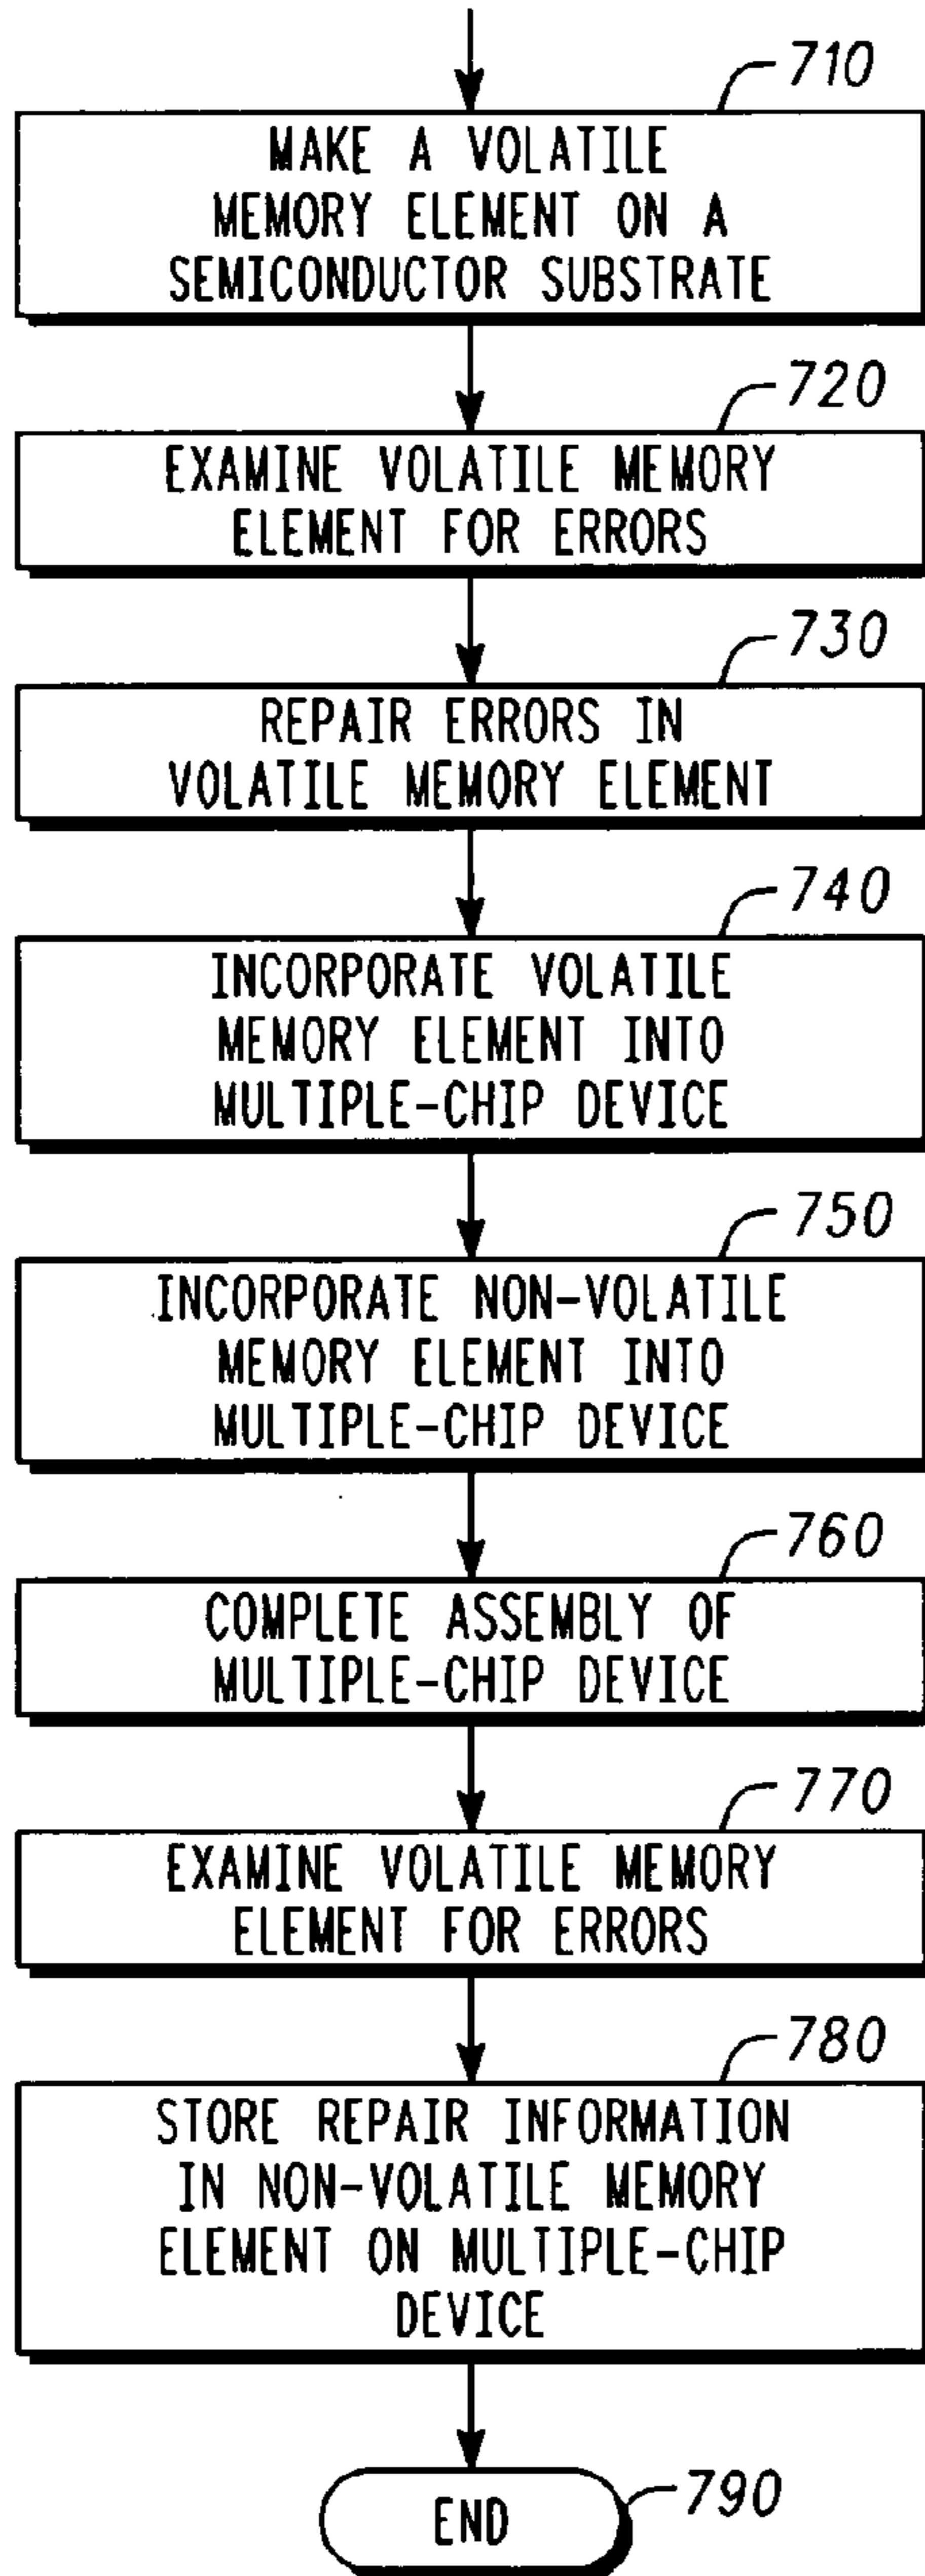 710
MAKE A VOLATILE
MEMORY ELEMENT ON A
SEMICONDUCTOR SUBSTRATE
720
EXAMINE VOLATILE MEMORY
ELEMENT FOR ERRORS
730
REPAIR ERRORS IN
VOLATILE MEMORY ELEMENT
740
INCORPORATE VOLATILE
MEMORY ELEMENT INTO
MULTIPLE-CHIP DEVICE
750
INCORPORATE NON-VOLATILE
MEMORY ELEMENT INTO
MULTIPLE-CHIP DEVICE
760
COMPLETE ASSEMBLY OF
MULTIPLE-CHIP DEVICE
770
EXAMINE VOLATILE MEMORY
ELEMENT FOR ERRORS
780
STORE REPAIR INFORMATION
IN NON-VOLATILE MEMORY
ELEMENT ON MULTIPLE-CHIP
DEVICE
END 790